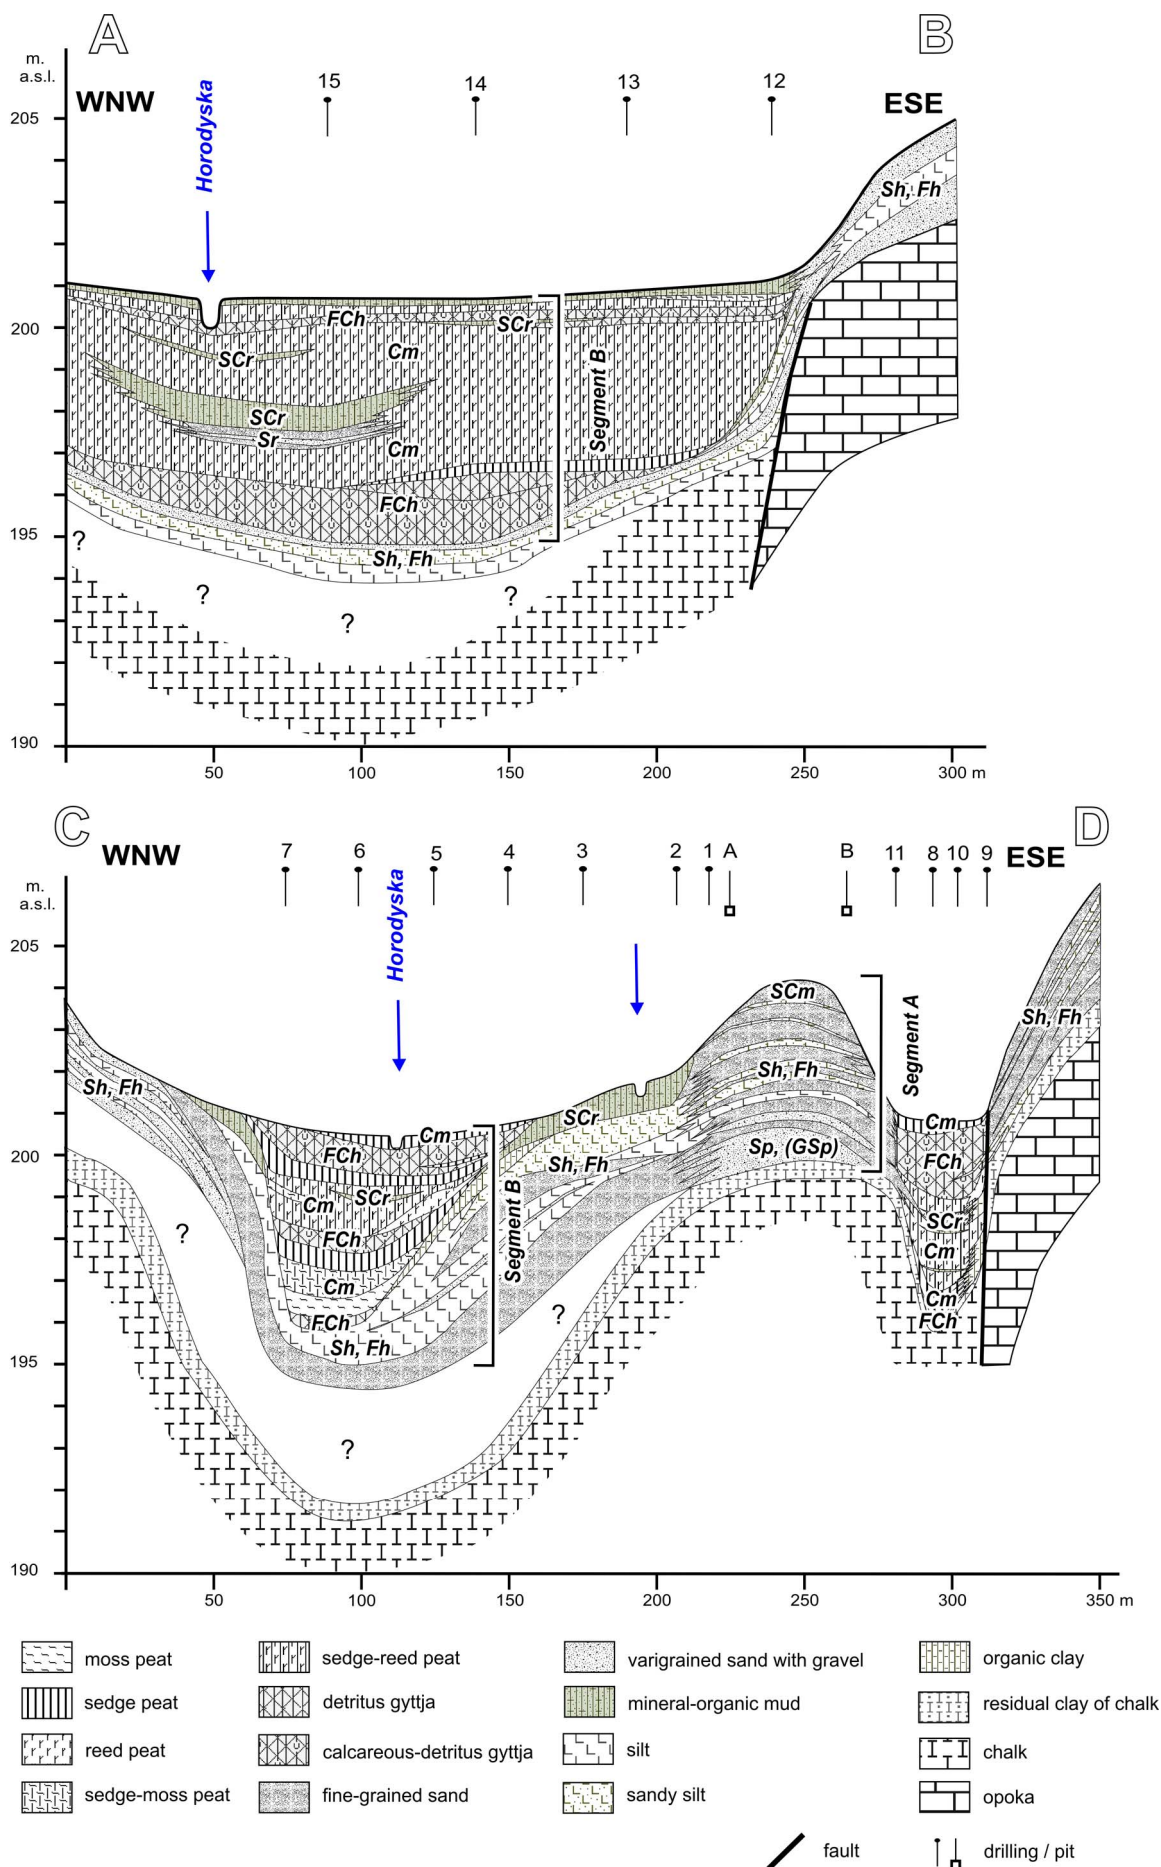 A
B
m.
a.s.l.
WNW
Horodyska
15
14
13
12
ESE
205
Sh, Fh
200
FCh
SCr
SCr
Cm
SCr
Sr
Cm
Segment B
FCh
195
?
Sh, Fh
?
?
?
190
50
100
150
200
250
300 m
C
D
WNW
7
6
Horodyska
5
4
3
2
1
A
B
11
8
10
9
ESE
m.
a.s.l.
205
SCm
Segment A
Sh, Fh
Sh, Fh
Sh, Fh
SCr
Cm
Cm
200
FCh
Sh, Fh
Sp, (GSp)
FCh
SCr
Cm
Segment B
SCr
?
FCh
Cm
Cm
Cm
?
FCh
FCh
Sh, Fh
195
?
190
50
100
150
200
250
300
350 m
moss peat
sedge-reed peat
varigrained sand with gravel
organic clay
sedge peat
detritus gyttja
mineral-organic mud
residual clay of chalk
reed peat
calcareous-detritus gyttja
silt
chalk
sedge-moss peat
fine-grained sand
sandy silt
opoka
fault
drilling / pit